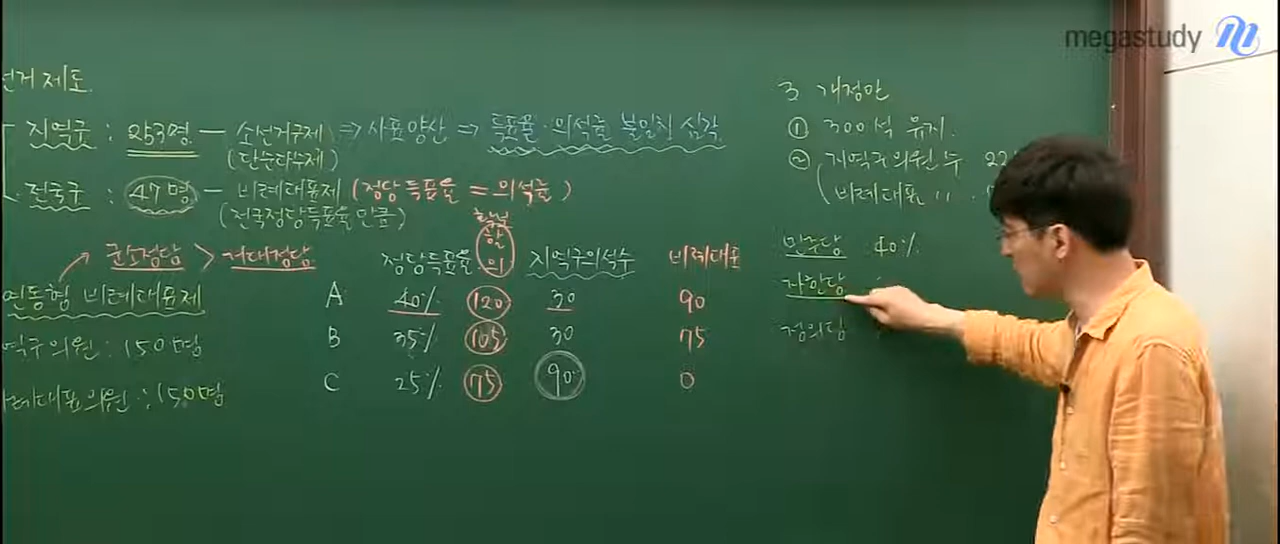 megastudy
선거 제도.
지역구 : 253명 — 소선거구제 ⇒ 사표양산 ⇒ 득표율·의석율 불일치 심각
(단순다수제)
전국구 : 47명 — 비례대표제 (정당득표율 = 의석율)
(전국정당득표율 만큼)
군소정당 > 거대정당
연동형 비례대표제
역구의원 : 150명
례대표의원 : 150명
확보
할
정당득표율 의 지역구의석수 비례대표
A 40% 120 30 90
B 35% 105 30 75
C 25% 75 90 0
3. 개정안
① 300석 유지.
② 지역구의원 수 22
비례대표 〃
민주당 40%
자한당
정의당